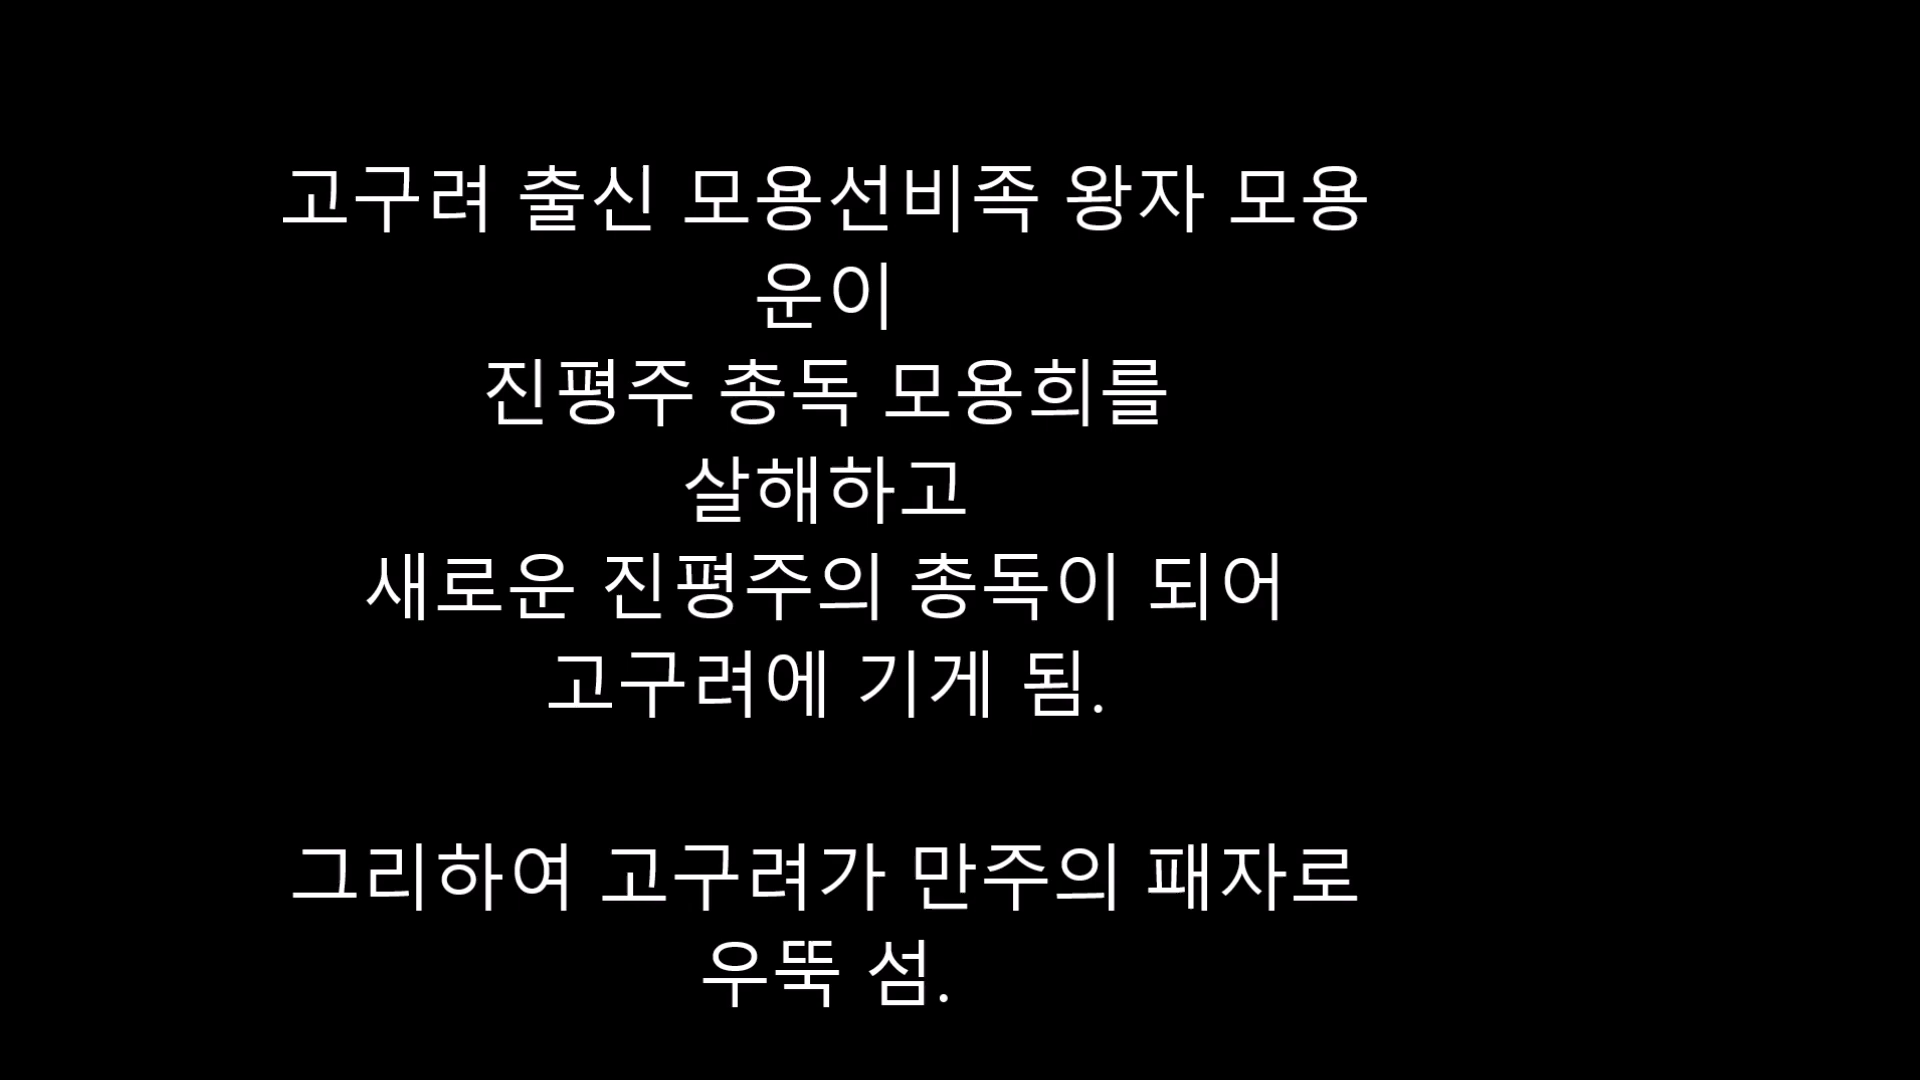 고구려 출신 모용선비족 왕자 모용
운이
진평주 총독 모용희를
살해하고
새로운 진평주의 총독이 되어
고구려에 기게 됨.
그리하여 고구려가 만주의 패자로
우뚝 섬.